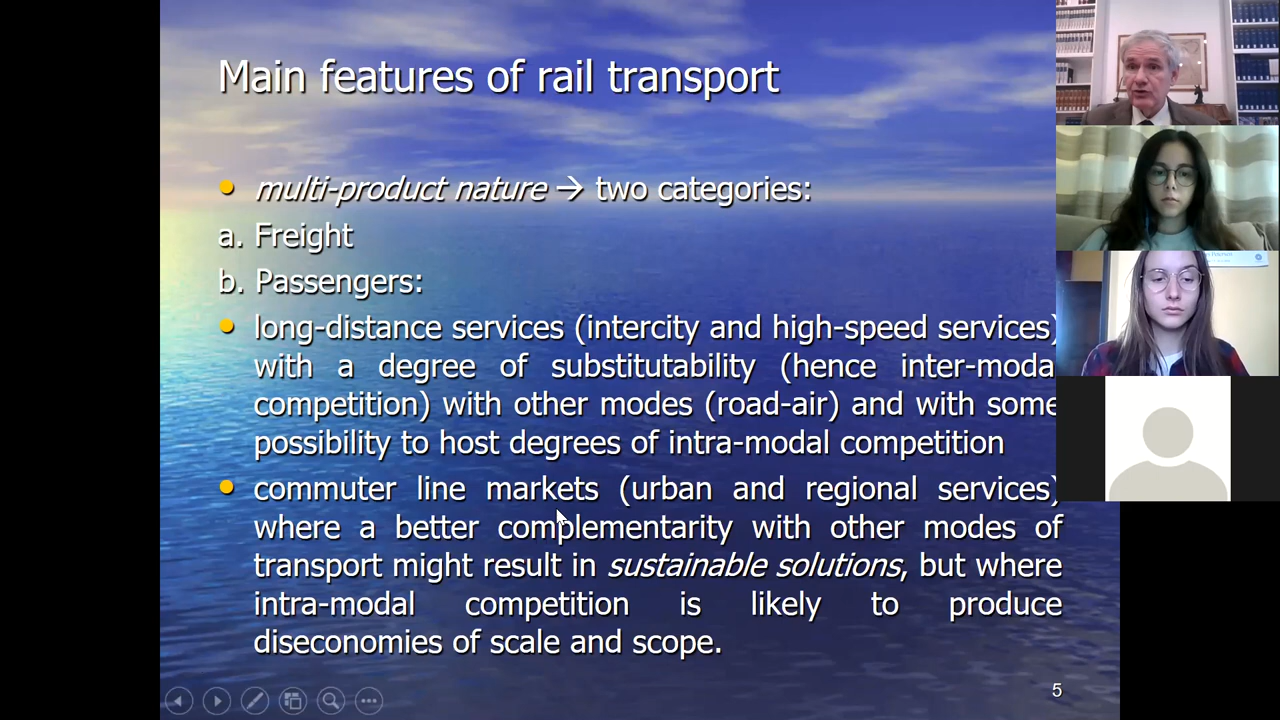 Main features of rail transport
• multi-product nature → two categories:
a. Freight
b. Passengers:
• long-distance services (intercity and high-speed services)
with a degree of substitutability (hence inter-moda
competition) with other modes (road-air) and with some
possibility to host degrees of intra-modal competition
• commuter line markets (urban and regional services)
where a better complementarity with other modes of
transport might result in sustainable solutions, but where
intra-modal competition is likely to produce
diseconomies of scale and scope.
5